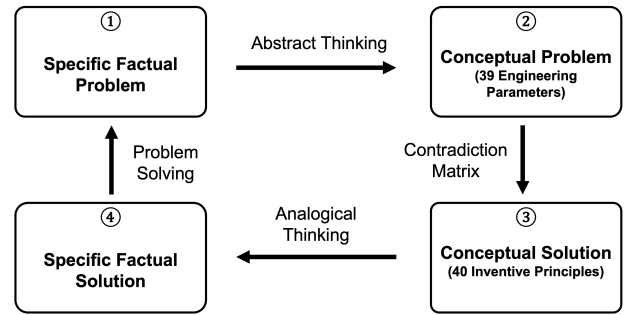 ①
Specific Factual
Problem
Abstract Thinking
②
Conceptual Problem
(39 Engineering
Parameters)
Problem
Solving
Contradiction
Matrix
④
Specific Factual
Solution
Analogical
Thinking
③
Conceptual Solution
(40 Inventive Principles)